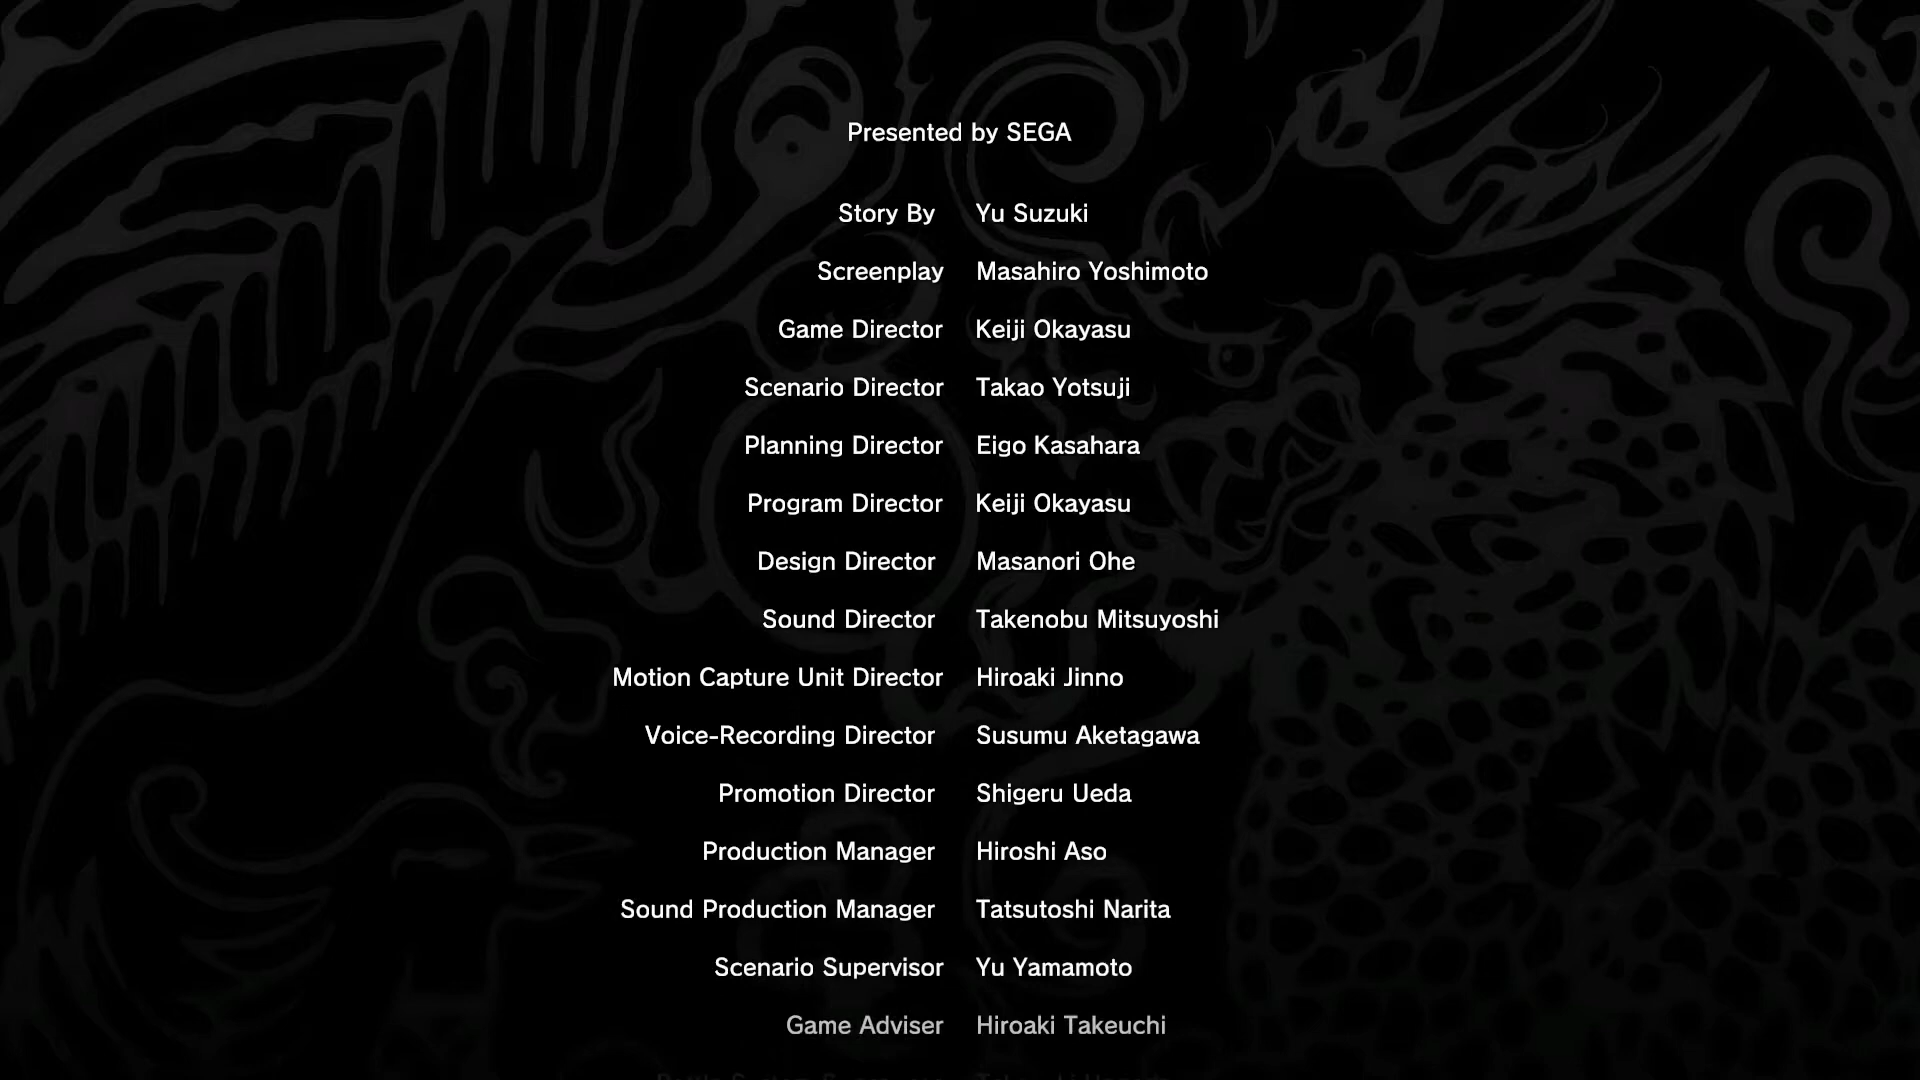 Presented by SEGA
Story By Yu Suzuki
Screenplay Masahiro Yoshimoto
Game Director Keiji Okayasu
Scenario Director Takao Yotsuji
Planning Director Eigo Kasahara
Program Director Keiji Okayasu
Design Director Masanori Ohe
Sound Director Takenobu Mitsuyoshi
Motion Capture Unit Director Hiroaki Jinno
Voice-Recording Director Susumu Aketagawa
Promotion Director Shigeru Ueda
Production Manager Hiroshi Aso
Sound Production Manager Tatsutoshi Narita
Scenario Supervisor Yu Yamamoto
Game Adviser Hiroaki Takeuchi